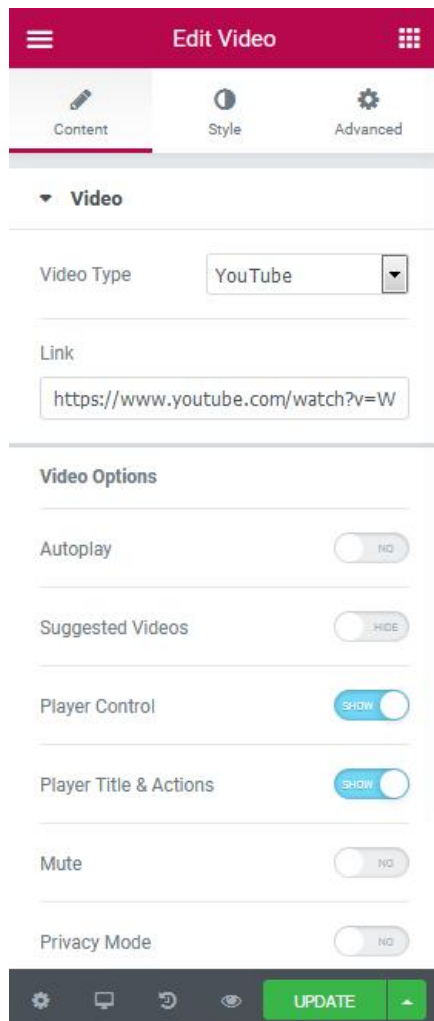 Edit Video
Content Style Advanced
Video
Video Type YouTube
Link
https://www.youtube.com/watch?v=W
Video Options
Autoplay NO
Suggested Videos HIDE
Player Control SHOW
Player Title & Actions SHOW
Mute NO
Privacy Mode NO
UPDATE